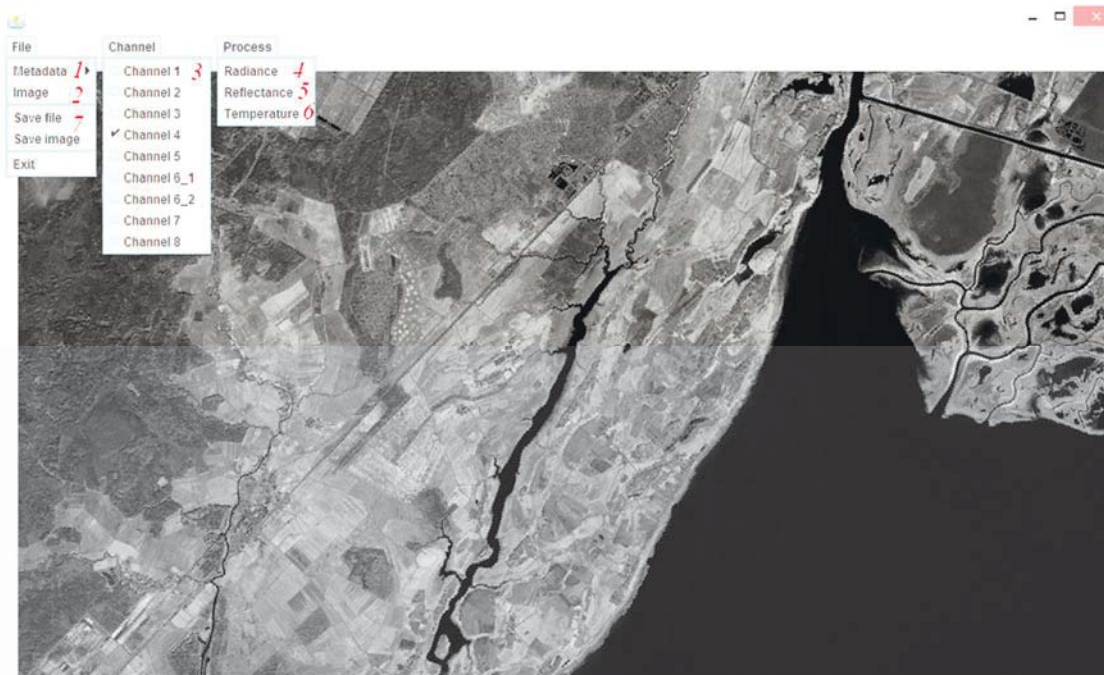 File
Metadata 1
Image 2
Save file
7
Save image
Exit
Channel
Channel 1 3
Channel 2
Channel 3
Channel 4
Channel 5
Channel 6_1
Channel 6_2
Channel 7
Channel 8
Process
Radiance 4
Reflectance 5
Temperature 6